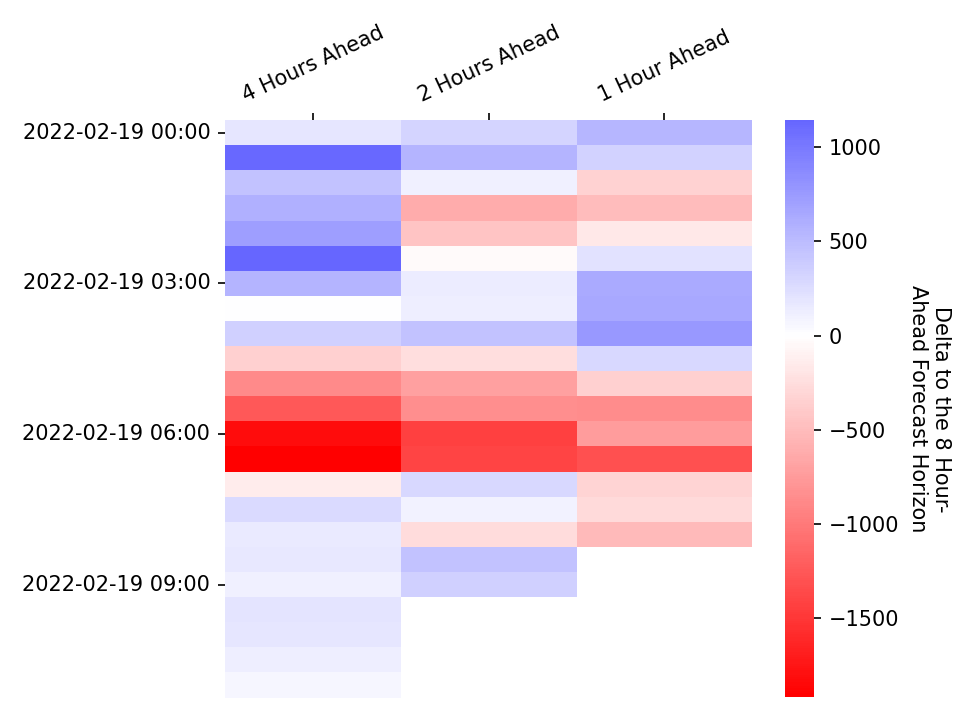 4 Hours Ahead
2 Hours Ahead
1 Hour Ahead
2022-02-19 00:00
2022-02-19 03:00
2022-02-19 06:00
2022-02-19 09:00
1000
500
0
−500
−1000
−1500
Delta to the 8 Hour-
Ahead Forecast Horizon